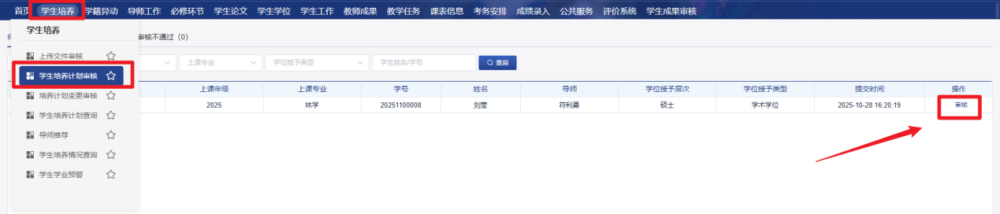 首页 学生培养 学籍异动 导师工作 必修环节 学生论文 学生学位 学生工作 教师成果 教学任务 课表信息 考务安排 成绩录入 公共服务 评价系统 学生成果审核
学生培养
审核不通过（0）
上传文件审核
上课专业 学位授予类型 学生姓名/学号 查询
学生培养计划审核
上课年级 上课专业 学号 姓名 导师 学位授予层次 学位授予类型 提交时间 操作
培养计划变更审核
2025 林学 20251100008 刘莹 符利勇 硕士 学术学位 2025-10-28 16:20:19 审核
学生培养计划查询
导师推荐
学生培养情况查询
学生学业预警